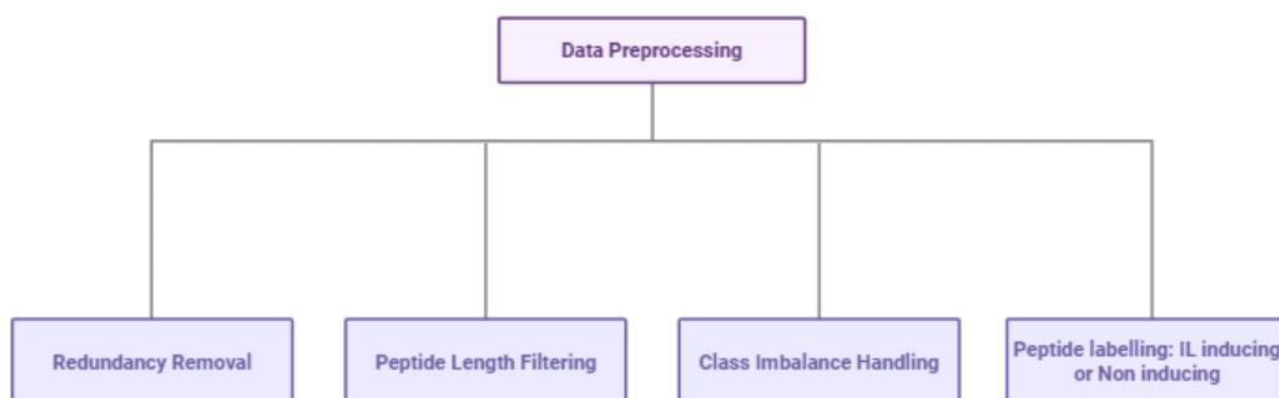 Data Preprocessing
Redundancy Removal
Peptide Length Filtering
Class Imbalance Handling
Peptide labelling: IL inducing
or Non inducing